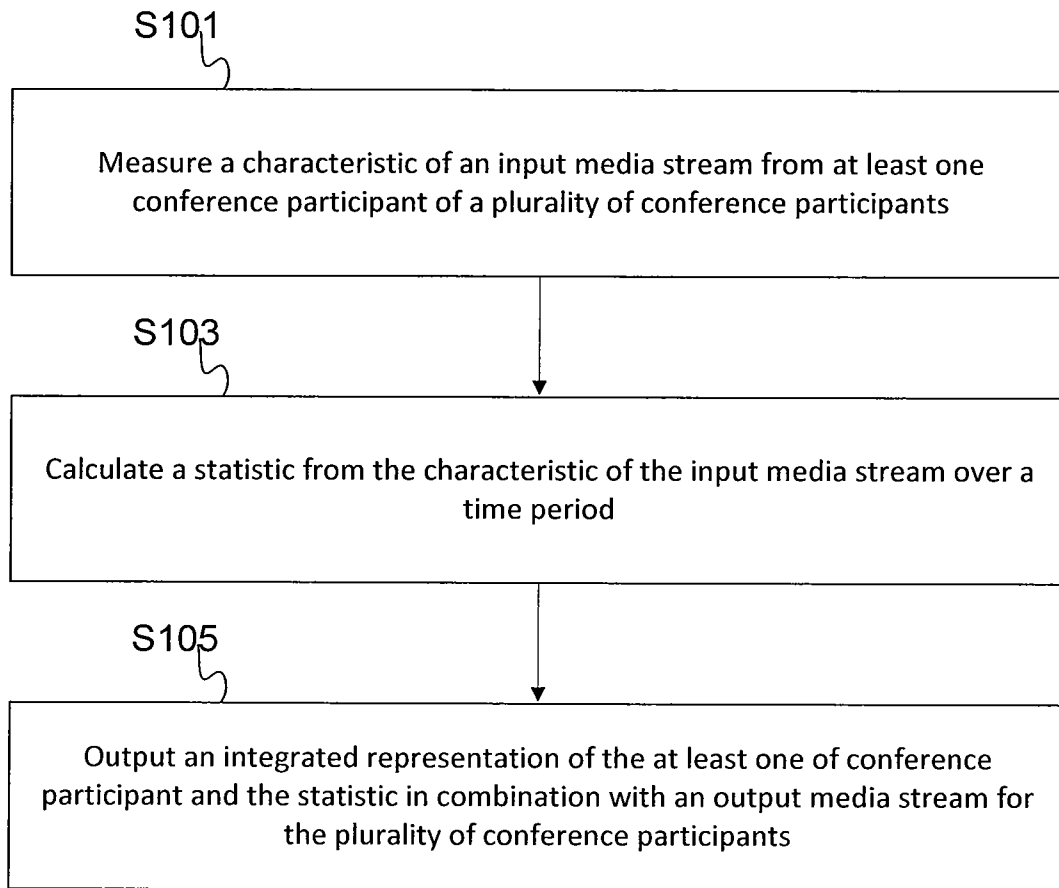 S101
Measure a characteristic of an input media stream from at least one
conference participant of a plurality of conference participants
S103
Calculate a statistic from the characteristic of the input media stream over a
time period
S105
Output an integrated representation of the at least one of conference
participant and the statistic in combination with an output media stream for
the plurality of conference participants